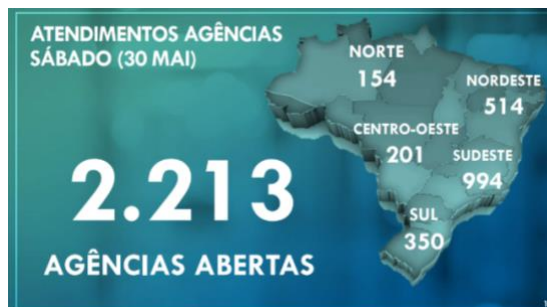 ATENDIMENTOS AGÊNCIAS
SÁBADO (30 MAI)
2.213
AGÊNCIAS ABERTAS
NORTE
154
NORDESTE
514
CENTRO-OESTE
201
SUDESTE
994
SUL
350